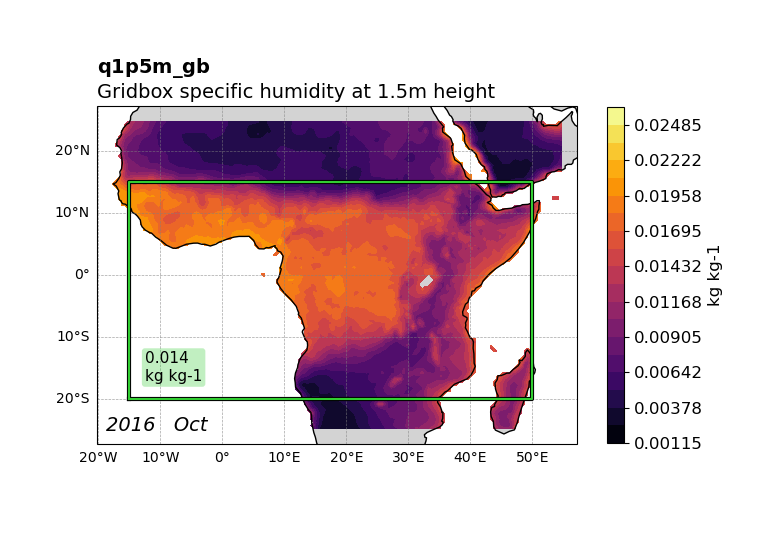 q1p5m_gb
Gridbox specific humidity at 1.5m height
20°N
10°N
0°
10°S
20°S
0.014
kg kg-1
2016 Oct
20°W 10°W 0° 10°E 20°E 30°E 40°E 50°E
0.02485
0.02222
0.01958
0.01695
0.01432
0.01168
0.00905
0.00642
0.00378
0.00115
kg kg-1